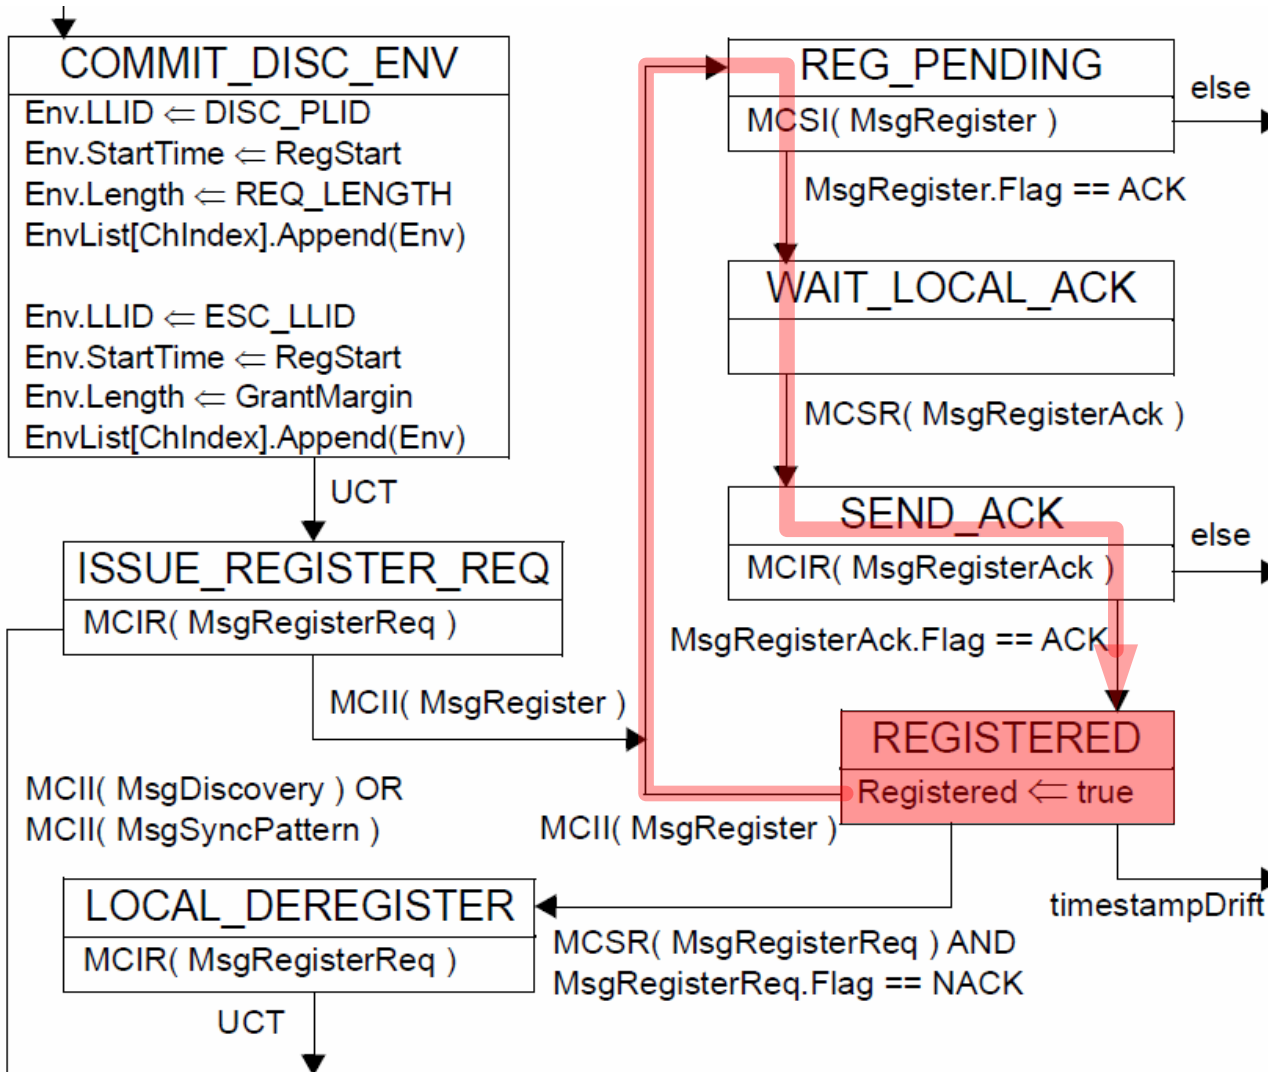 COMMIT_DISC_ENV
Env.LLID ⇐ DISC_PLID
Env.StartTime ⇐ RegStart
Env.Length ⇐ REQ_LENGTH
EnvList[ChIndex].Append(Env)
Env.LLID ⇐ ESC_LLID
Env.StartTime ⇐ RegStart
Env.Length ⇐ GrantMargin
EnvList[ChIndex].Append(Env)
UCT
ISSUE_REGISTER_REQ
MCIR( MsgRegisterReq )
MCII( MsgRegister )
MCII( MsgDiscovery ) OR
MCII( MsgSyncPattern )
LOCAL_DEREGISTER
MCIR( MsgRegisterReq )
UCT
REG_PENDING
MCSI( MsgRegister )
else
MsgRegister.Flag == ACK
WAIT_LOCAL_ACK
MCSR( MsgRegisterAck )
SEND_ACK
MCIR( MsgRegisterAck )
else
MsgRegisterAck.Flag == ACK
REGISTERED
Registered ⇐ true
MCII( MsgRegister )
timestampDrift
MCSR( MsgRegisterReq ) AND
MsgRegisterReq.Flag == NACK